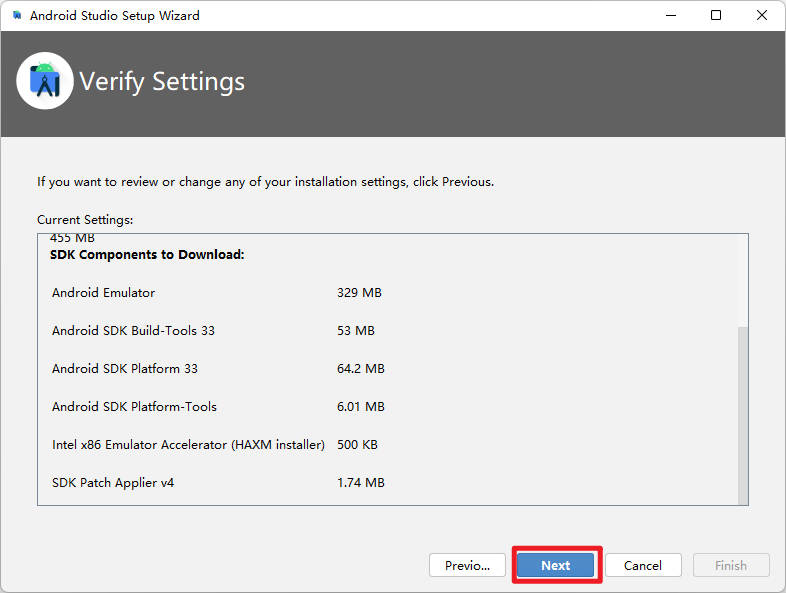 Android Studio Setup Wizard
Verify Settings
If you want to review or change any of your installation settings, click Previous.
Current Settings:
455 MB
SDK Components to Download:
Android Emulator 329 MB
Android SDK Build-Tools 33 53 MB
Android SDK Platform 33 64.2 MB
Android SDK Platform-Tools 6.01 MB
Intel x86 Emulator Accelerator (HAXM installer) 500 KB
SDK Patch Applier v4 1.74 MB
Previo... Next Cancel Finish